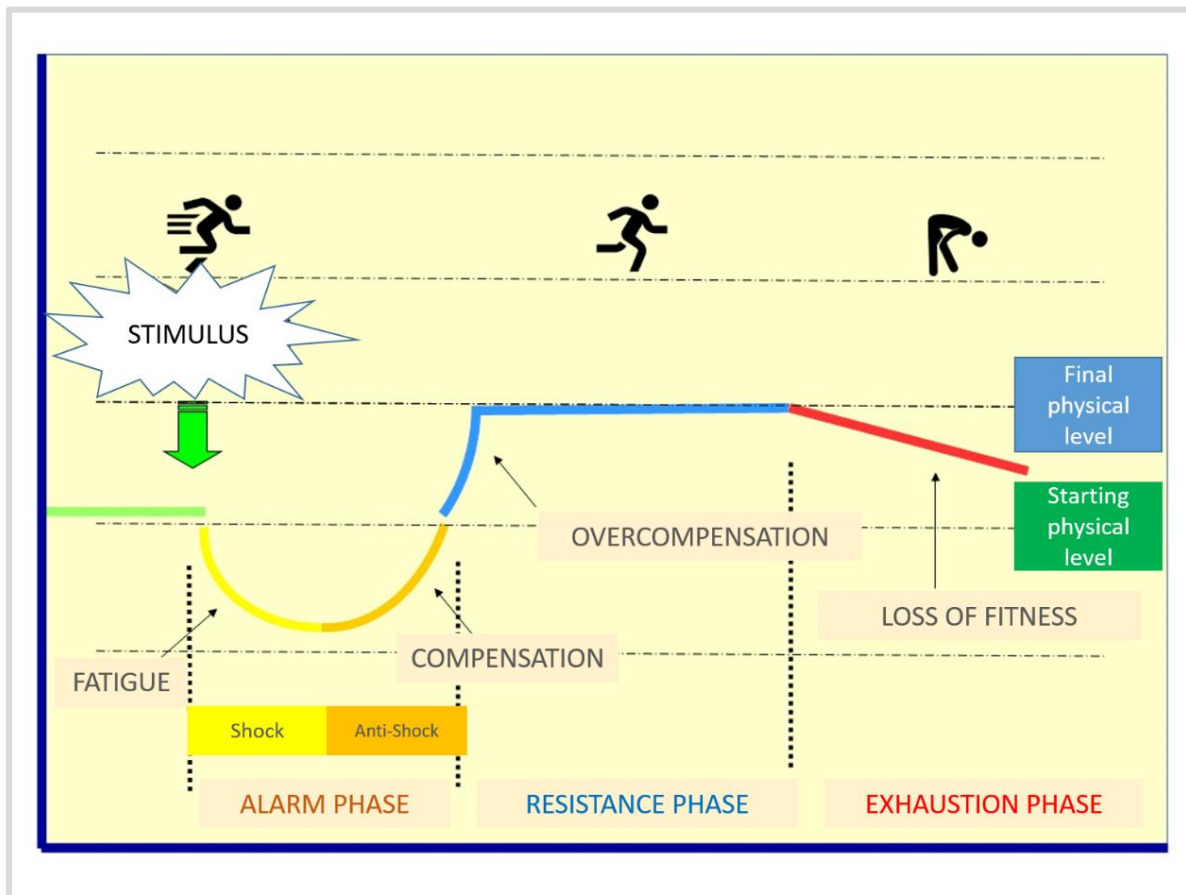 STIMULUS
Final
physical
level
Starting
physical
level
OVERCOMPENSATION
LOSS OF FITNESS
COMPENSATION
FATIGUE
Shock
Anti-Shock
ALARM PHASE
RESISTANCE PHASE
EXHAUSTION PHASE